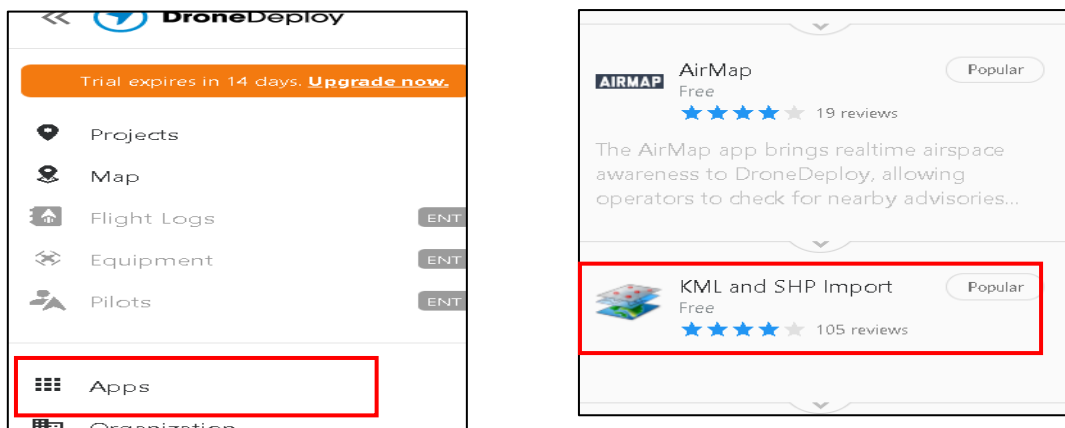 DroneDeploy
Trial expires in 14 days. Upgrade now.
Projects
Map
Flight Logs ENT
Equipment ENT
Pilots ENT
Apps
Organization
AIRMAP
AirMap Popular
Free
19 reviews
The AirMap app brings realtime airspace
awareness to DroneDeploy, allowing
operators to check for nearby advisories...
KML and SHP Import Popular
Free
105 reviews